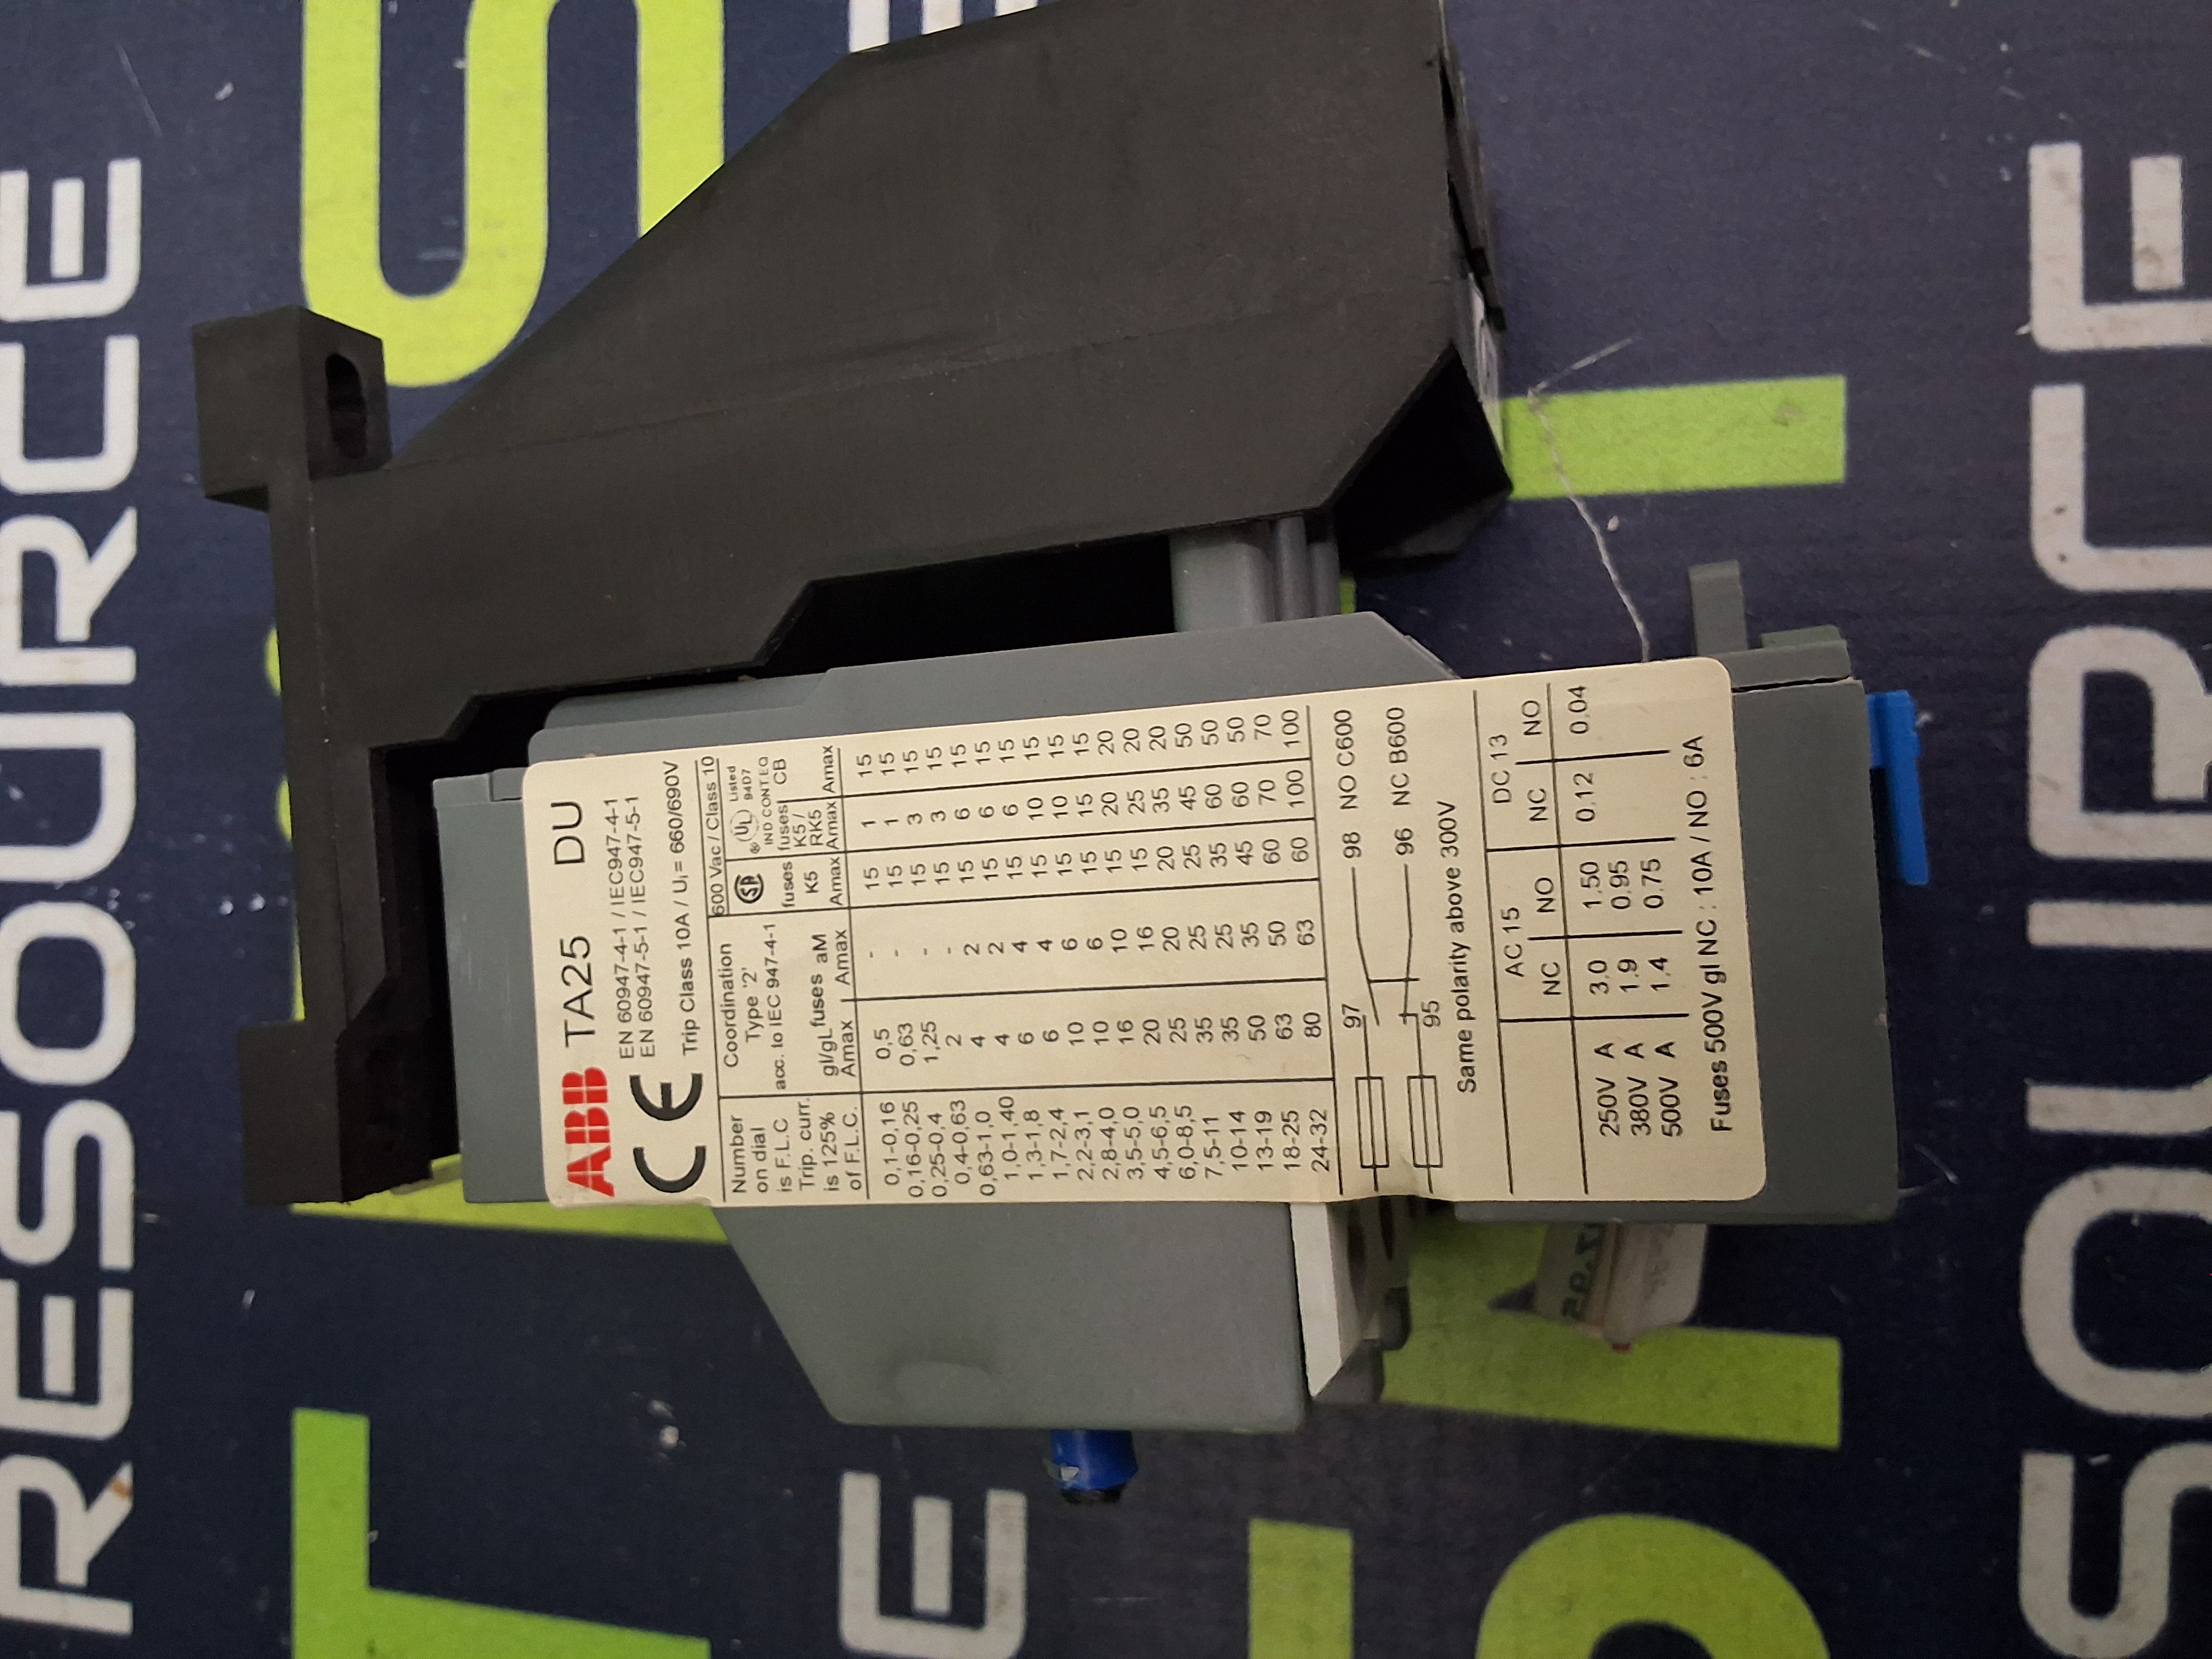 ABB TA25 DU
EN 60947-4-1 / IEC947-4-1
EN 60947-5-1 / IEC947-5-1
CE
Trip Class 10A / Ui = 660/690V
600 Vac / Class 10
Number on dial is F.L.C Trip. curr. is 125% of F.L.C.
Coordination Type '2' acc. to IEC 947-4-1
SA
UL ® Listed 94D7 IND CONT.EQ
gl/gL fuses aM
fuses K5
fuses K5 / RK5
CB
Amax Amax Amax Amax Amax
0,1-0,16 0,5 - 15 1 15
0,16-0,25 0,63 - 15 1 15
0,25-0,4 1,25 - 15 3 15
0,4-0,63 2 - 15 3 15
0,63-1,0 4 2 15 6 15
1,0-1,40 4 2 15 6 15
1,3-1,8 6 4 15 6 15
1,7-2,4 6 4 15 10 15
2,2-3,1 10 6 15 10 15
2,8-4,0 10 6 15 15 15
3,5-5,0 16 10 15 20 20
4,5-6,5 20 16 15 25 20
6,0-8,5 25 20 20 35 20
7,5-11 35 25 25 45 50
10-14 35 25 35 60 50
13-19 50 35 45 60 50
18-25 63 50 60 70 70
24-32 80 63 60 100 100
97 98 NO C600
95 96 NC B600
Same polarity above 300V
AC 15 DC 13
NC NO NC NO
250V A 3.0 1.50 0.12 0.04
380V A 1.9 0.95
500V A 1.4 0.75
Fuses 500V gl NC : 10A / NO : 6A
RESOURCE